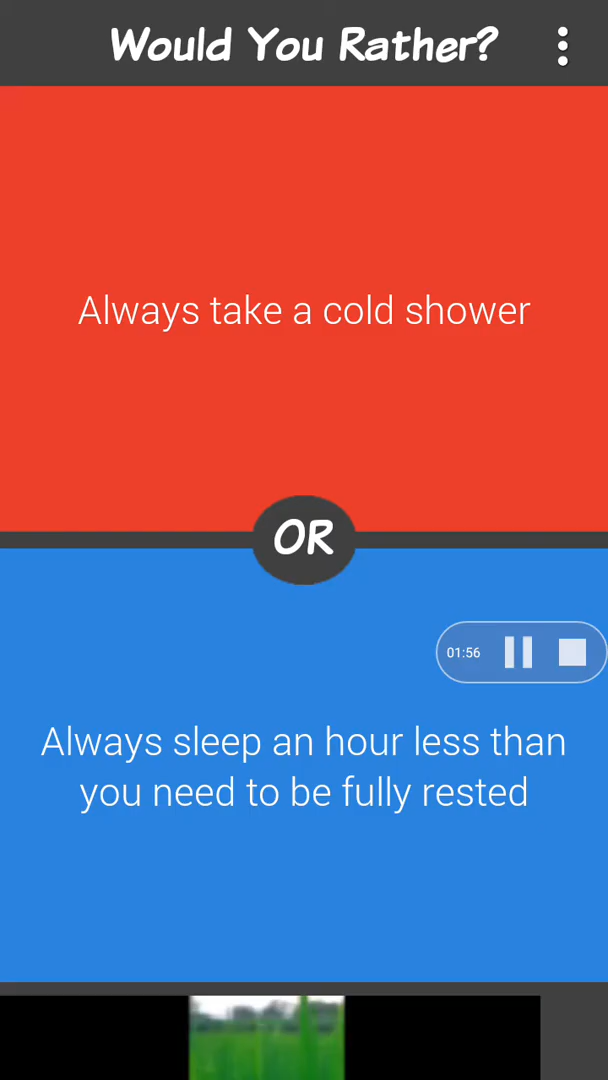 Would You Rather?
Always take a cold shower
OR
01:56
Always sleep an hour less than
you need to be fully rested